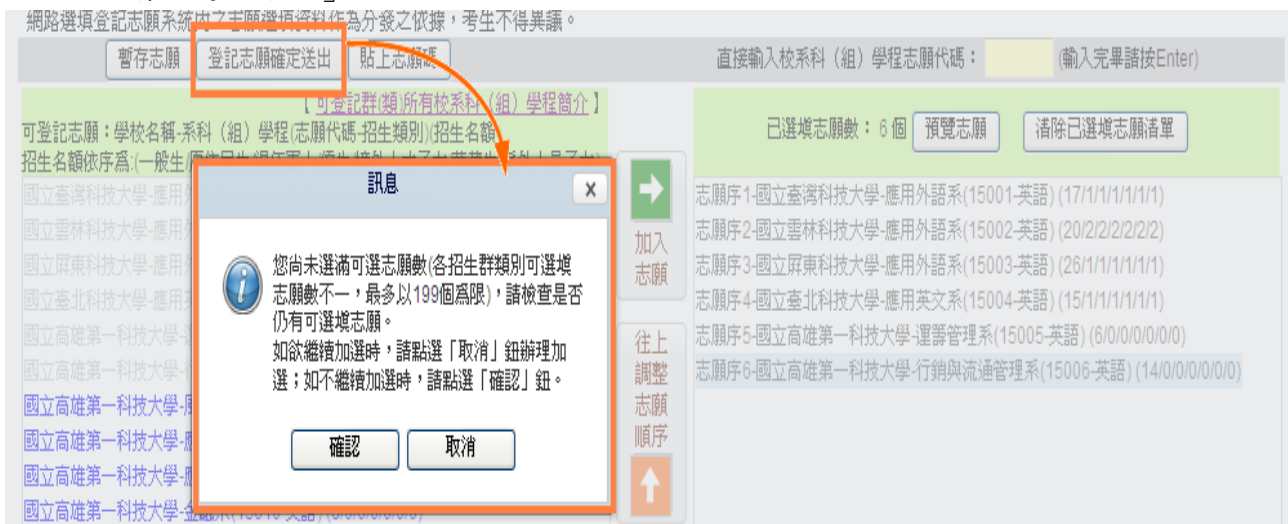 網路選填登記志願系統內之志願選填資料作為分發之依據，考生不得異議。
暫存志願 登記志願確定送出 貼上志願碼 直接輸入校系科（組）學程志願代碼： (輸入完畢請按Enter)
【 可登記群(類)所有校系科（組）學程簡介 】
可登記志願：學校名稱-系科（組）學程(志願代碼-招生類別)(招生名額
招生名額依序為:(一般生/
國立臺灣科技大學-應用
國立雲林科技大學-應用
國立屏東科技大學-應用
國立臺北科技大學-應用
國立高雄第一科技大學-
國立高雄第一科技大學-
國立高雄第一科技大學-
國立高雄第一科技大學-
國立高雄第一科技大學-
國立高雄第一科技大學-
訊息
x
您尚未選滿可選志願數(各招生群類別可選填
志願數不一，最多以199個為限)，請檢查是否
仍有可選填志願。
如欲繼續加選時，請點選「取消」鈕辦理加
選；如不繼續加選時，請點選「確認」鈕。
確認 取消
加入
志願
往上
調整
志願
順序
已選填志願數： 6 個 預覽志願 清除已選填志願清單
志願序1-國立臺灣科技大學-應用外語系(15001-英語) (17/1/1/1/1/1/1)
志願序2-國立雲林科技大學-應用外語系(15002-英語) (20/2/2/2/2/2/2)
志願序3-國立屏東科技大學-應用外語系(15003-英語) (26/1/1/1/1/1/1)
志願序4-國立臺北科技大學-應用英文系(15004-英語) (15/1/1/1/1/1/1)
志願序5-國立高雄第一科技大學-運籌管理系(15005-英語) (6/0/0/0/0/0/0)
志願序6-國立高雄第一科技大學-行銷與流通管理系(15006-英語) (14/0/0/0/0/0/0)